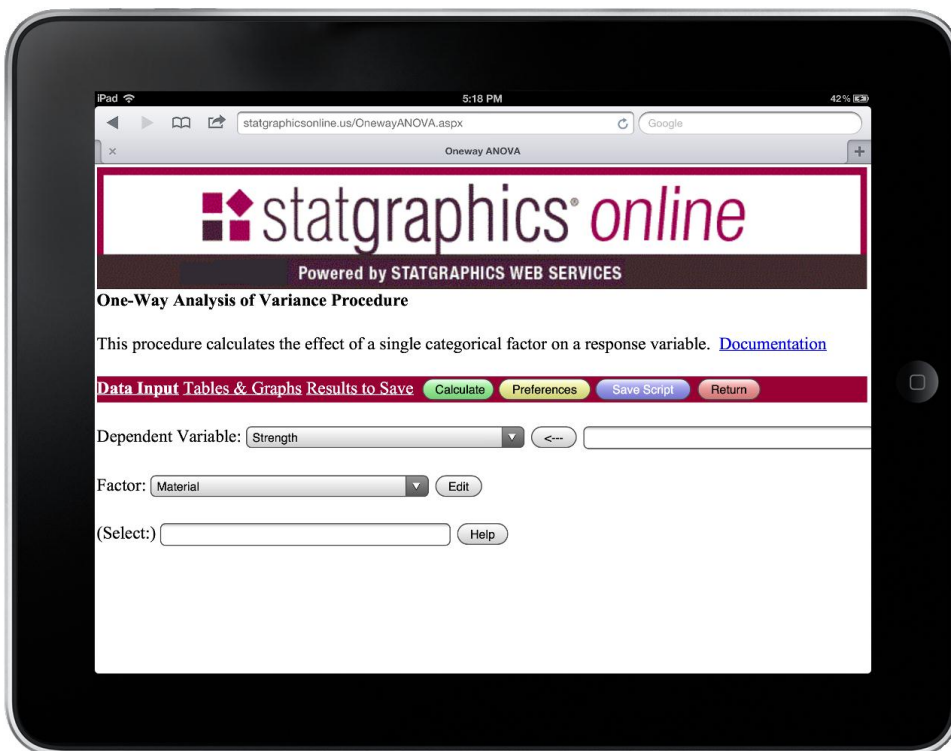 iPad 5:18 PM 42%
statgraphicsonline.us/OnewayANOVA.aspx Google
× Oneway ANOVA +
statgraphics® online
Powered by STATGRAPHICS WEB SERVICES
One-Way Analysis of Variance Procedure
This procedure calculates the effect of a single categorical factor on a response variable. Documentation
Data Input Tables & Graphs Results to Save Calculate Preferences Save Script Return
Dependent Variable: Strength <---
Factor: Material Edit
(Select:) Help